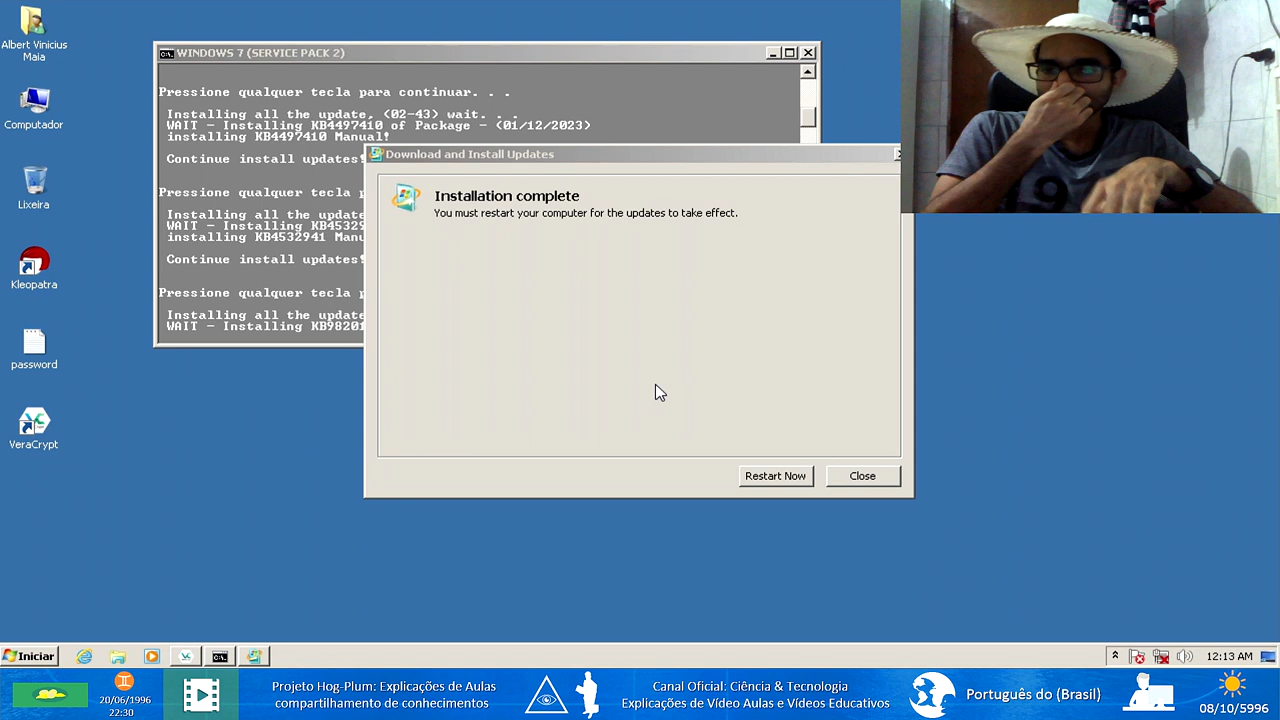 Albert Vinicius
Maia
Computador
Lixeira
Kleopatra
password
VeraCrypt
WINDOWS 7 (SERVICE PACK 2)
Pressione qualquer tecla para continuar. . .
Installing all the update, (02-43) wait. . .
WAIT - Installing KB4497410 of Package - (01/12/2023)
installing KB4497410 Manual!
Continue install updates!
Pressione qualquer tecla p
Installing all the update
WAIT - Installing KB4532
installing KB4532941 Manu
Continue install updates!
Pressione qualquer tecla p
Installing all the update
WAIT - Installing KB98201
Download and Install Updates
Installation complete
You must restart your computer for the updates to take effect.
Restart Now
Close
Iniciar
12:13 AM
20/06/1996
22:30
Projeto Hog-Plum: Explicações de Aulas
compartilhamento de conhecimentos
Canal Oficial: Ciência & Tecnologia
Explicações de Vídeo Aulas e Vídeos Educativos
Português do (Brasil)
08/10/5996